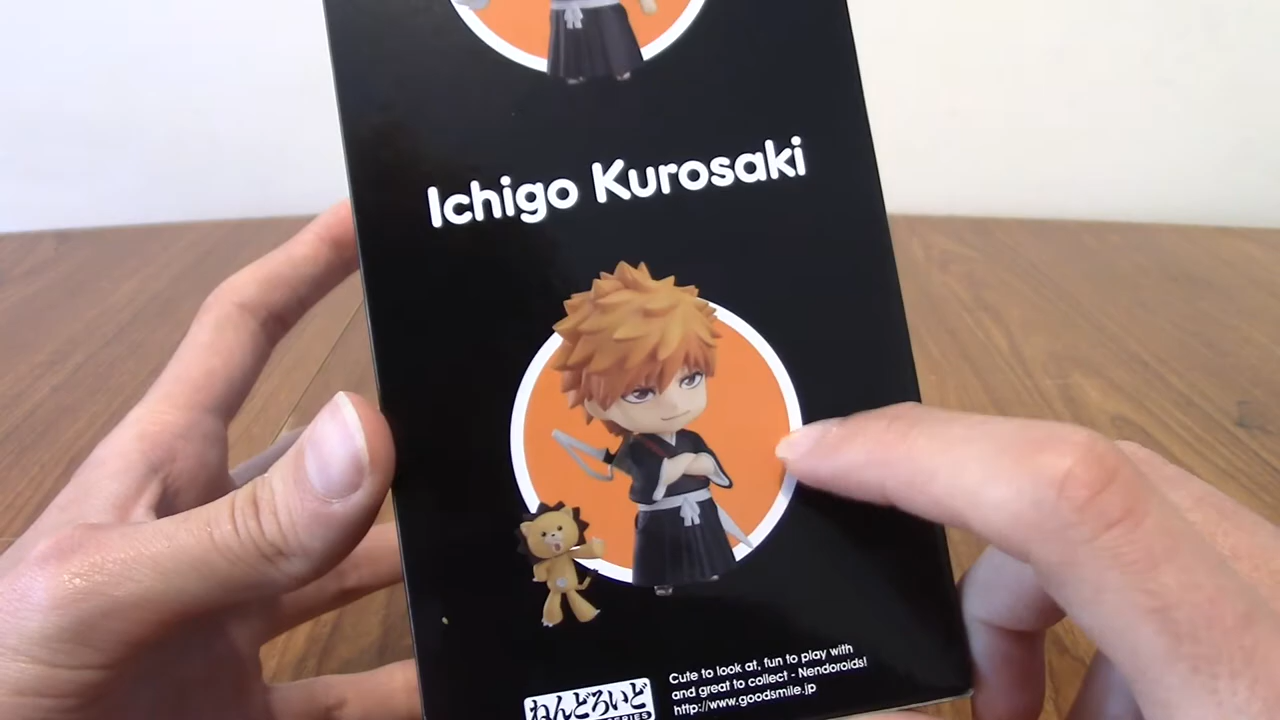 Ichigo Kurosaki
Cute to look at, fun to play with
and great to collect - Nendoroids!
http://www.goodsmile.jp
ねんどろいど
SERIES